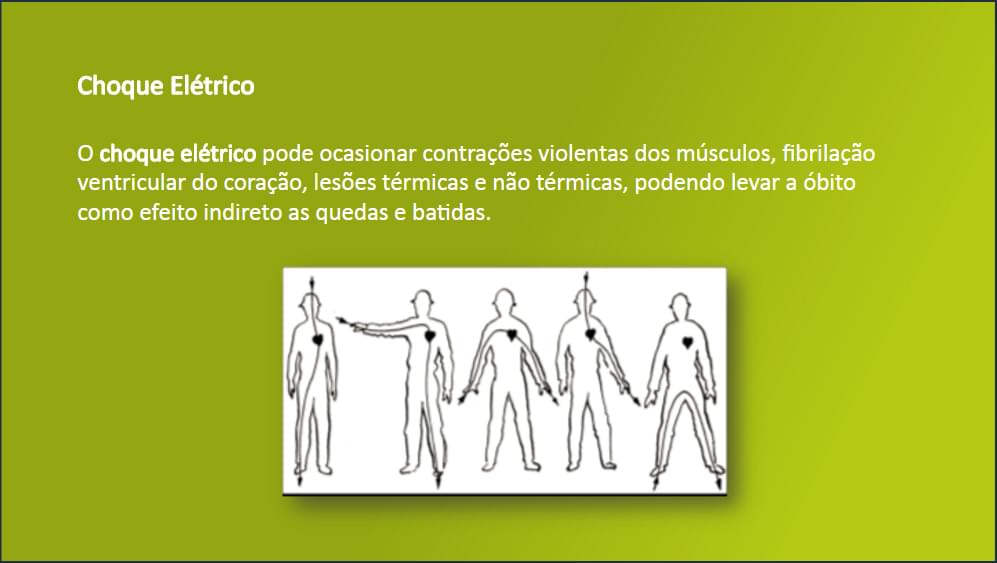 Choque Elétrico
O choque elétrico pode ocasionar contrações violentas dos músculos, fibrilação
ventricular do coração, lesões térmicas e não térmicas, podendo levar a óbito
como efeito indireto as quedas e batidas.